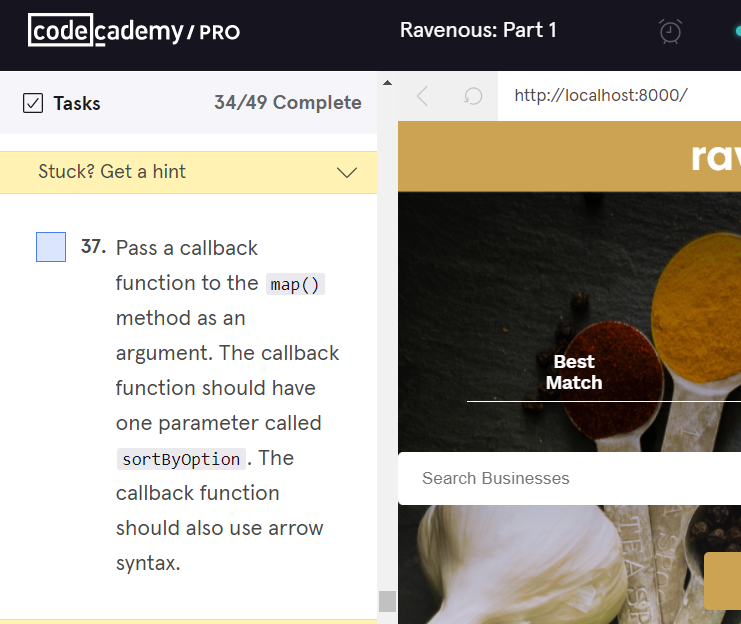 codecademy / PRO
Ravenous: Part 1
Tasks
34/49 Complete
http://localhost:8000/
Stuck? Get a hint
37. Pass a callback
function to the map()
method as an
argument. The callback
function should have
one parameter called
sortByOption. The
callback function
should also use arrow
syntax.
rav
Best
Match
Search Businesses